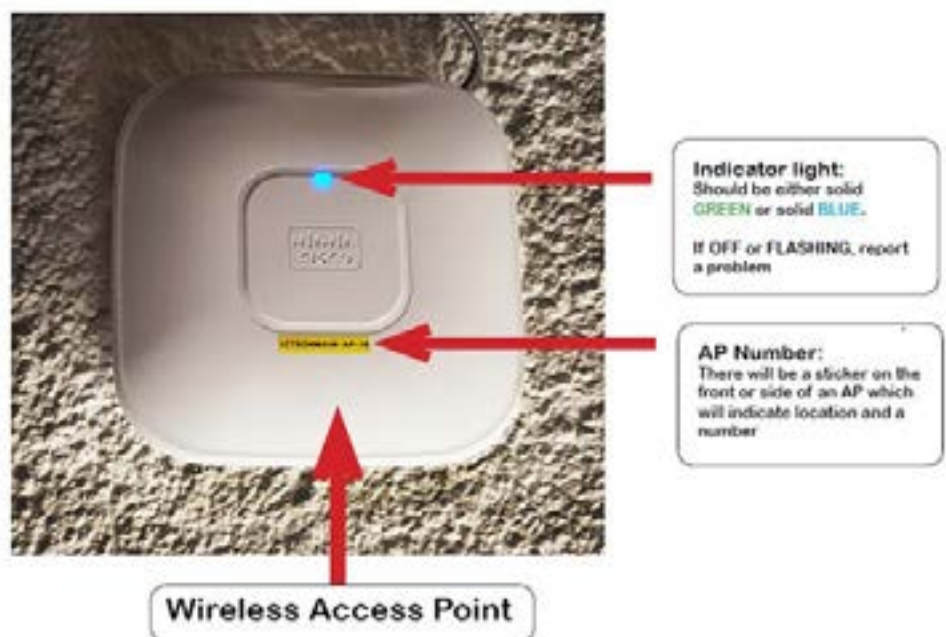 Indicator light:
Should be either solid
GREEN or solid BLUE.
If OFF or FLASHING, report
a problem
CISCO
AP Number:
There will be a sticker on the
front or side of an AP which
will indicate location and a
number
Wireless Access Point